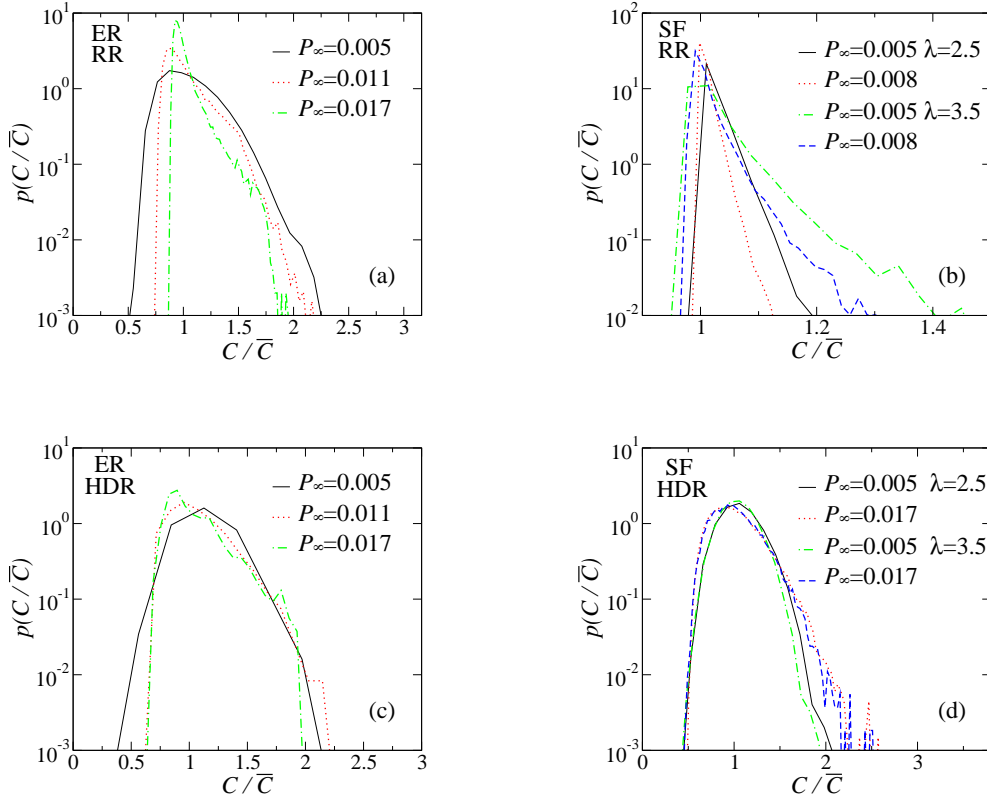 10^1
10^0
10^-1
10^-2
10^-3
p(C / C̅)
ER
RR
P∞=0.005
P∞=0.011
P∞=0.017
(a)
0 0.5 1 1.5 2 2.5 3
C / C̅
10^2
10^1
10^0
10^-1
10^-2
p(C / C̅)
SF
RR
P∞=0.005 λ=2.5
P∞=0.008
P∞=0.005 λ=3.5
P∞=0.008
(b)
1 1.2 1.4
C / C̅
10^1
10^0
10^-1
10^-2
10^-3
p(C / C̅)
ER
HDR
P∞=0.005
P∞=0.011
P∞=0.017
(c)
0 0.5 1 1.5 2 2.5 3
C / C̅
10^1
10^0
10^-1
10^-2
10^-3
p(C / C̅)
SF
HDR
P∞=0.005 λ=2.5
P∞=0.017
P∞=0.005 λ=3.5
P∞=0.017
(d)
0 1 2 3
C / C̅